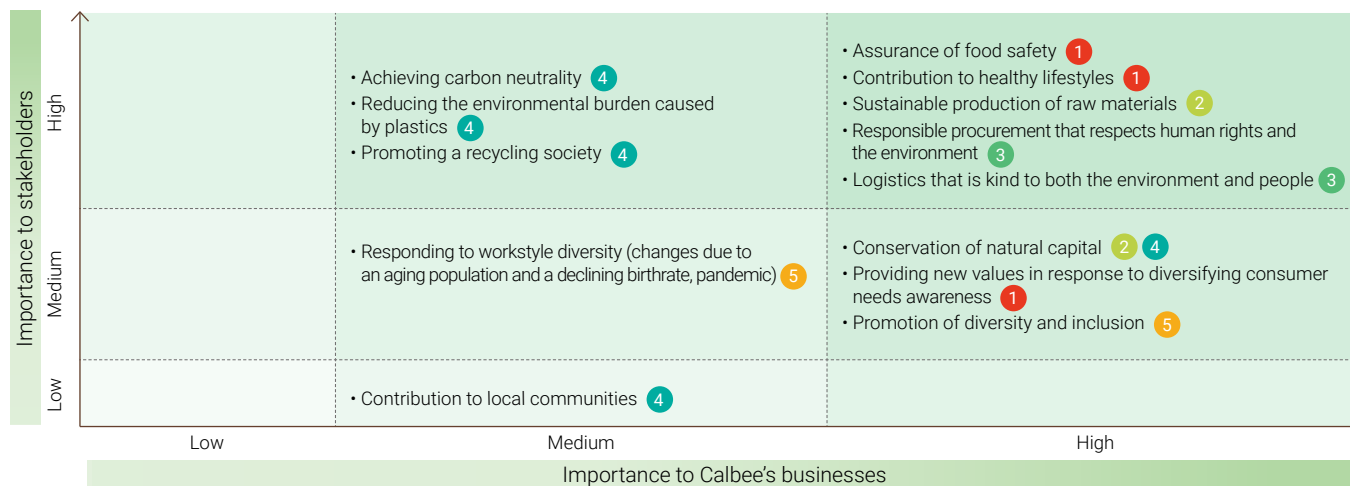 Importance to stakeholders
High
Medium
Low
• Achieving carbon neutrality 4
• Reducing the environmental burden caused
by plastics 4
• Promoting a recycling society 4
• Assurance of food safety 1
• Contribution to healthy lifestyles 1
• Sustainable production of raw materials 2
• Responsible procurement that respects human rights and
the environment 3
• Logistics that is kind to both the environment and people 3
• Responding to workstyle diversity (changes due to
an aging population and a declining birthrate, pandemic) 5
• Conservation of natural capital 2 4
• Providing new values in response to diversifying consumer
needs awareness 1
• Promotion of diversity and inclusion 5
• Contribution to local communities 4
Low
Medium
High
Importance to Calbee's businesses